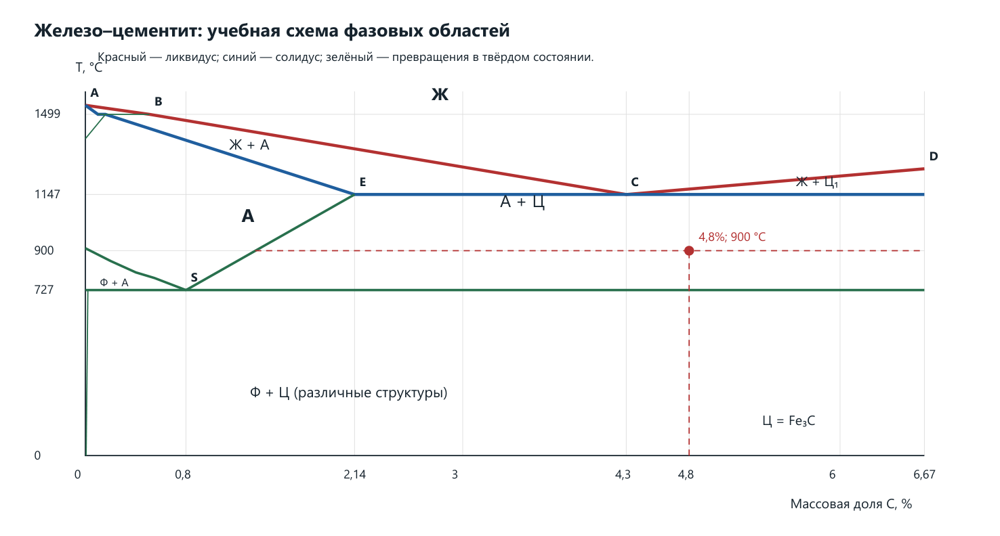 Железо–цементит: учебная схема фазовых областей
Красный — ликвидус; синий — солидус; зелёный — превращения в твёрдом состоянии.
T, °C
A
B
Ж
1499
Ж + А
D
E
C
Ж + Ц₁
1147
А + Ц
А
4,8%; 900 °C
900
S
Ф + А
727
Ф + Ц (различные структуры)
Ц = Fe₃C
0
0 0,8 2,14 3 4,3 4,8 6 6,67
Массовая доля C, %